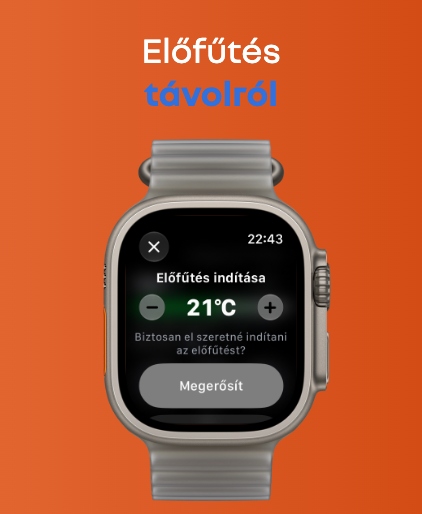 Előfűtés
távolról
22:43
Előfűtés indítása
21°C
Biztosan el szeretné indítani
az előfűtést?
Megerősít